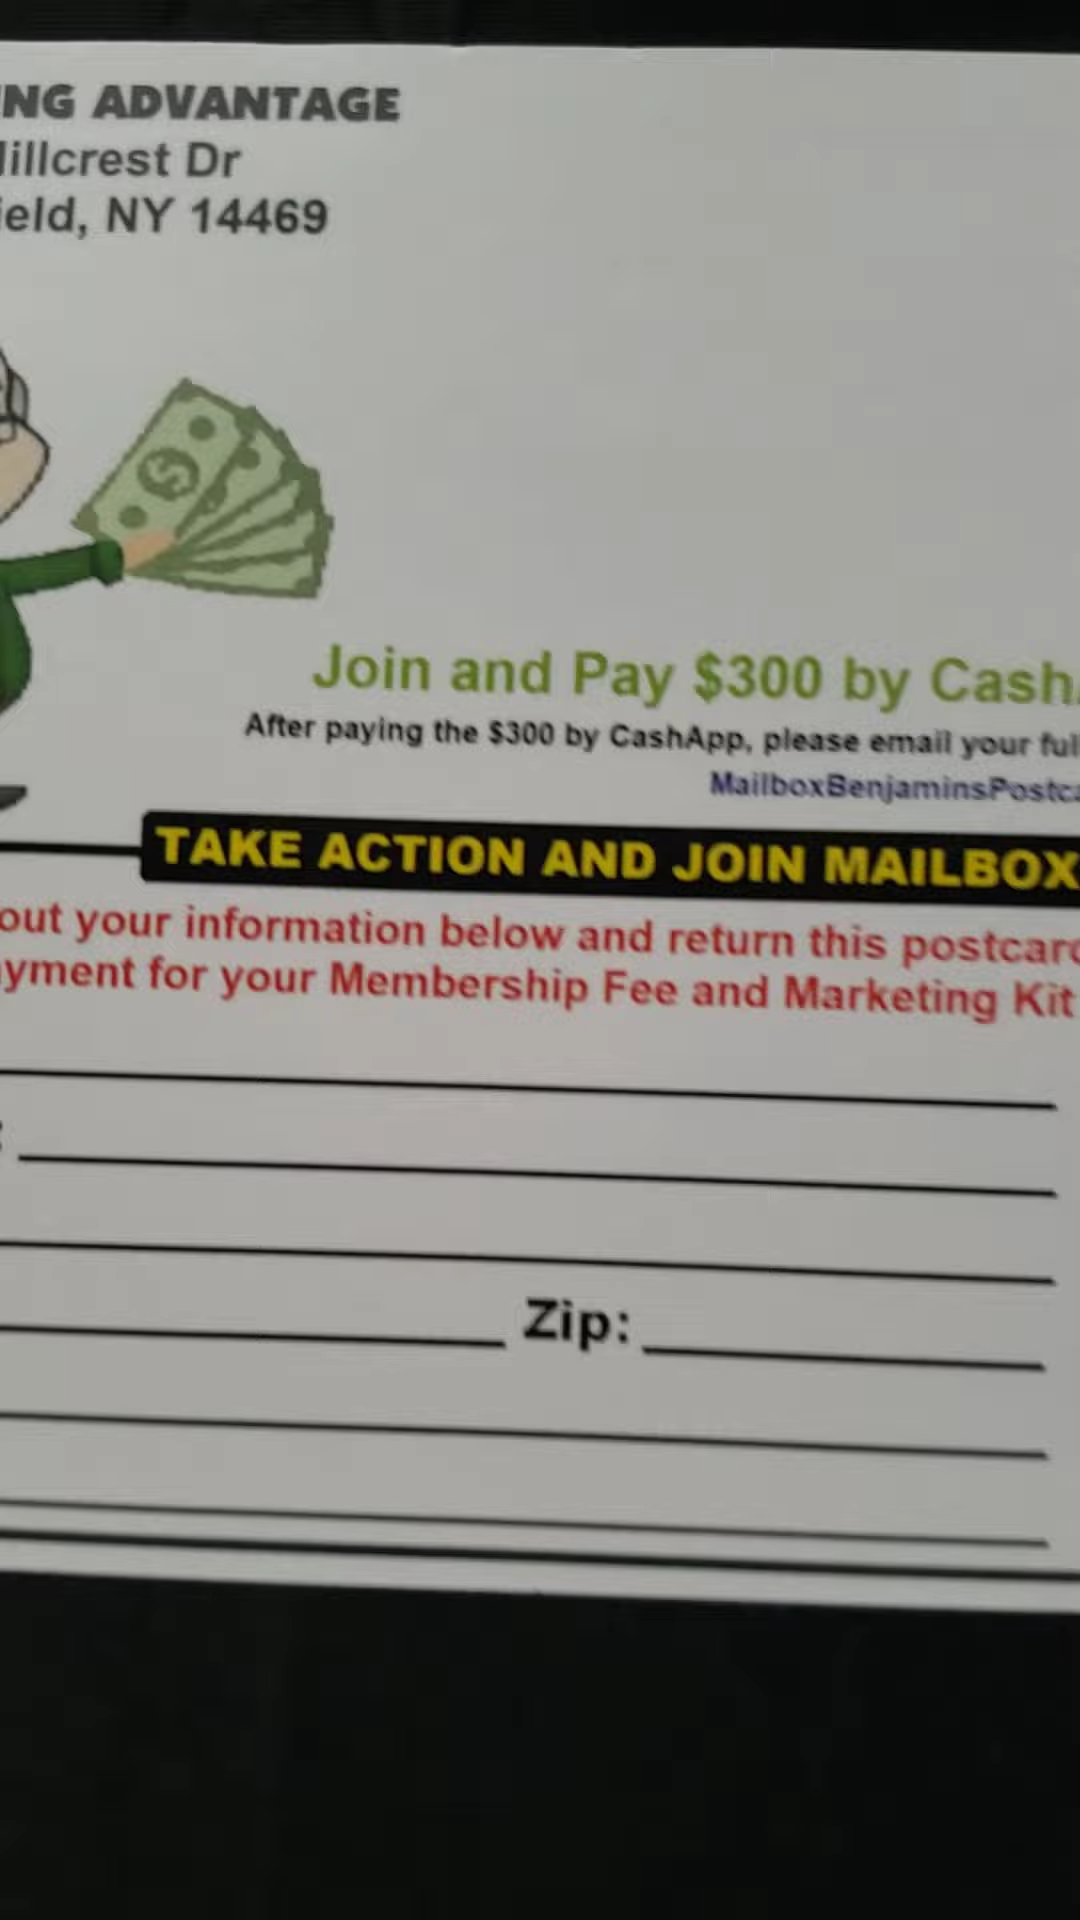 NG ADVANTAGE
illcrest Dr
ield, NY 14469
Join and Pay $300 by Cash
After paying the $300 by CashApp, please email your ful
MailboxBenjaminsPostc
TAKE ACTION AND JOIN MAILBOX
out your information below and return this postcard
yment for your Membership Fee and Marketing Kit
Zip: